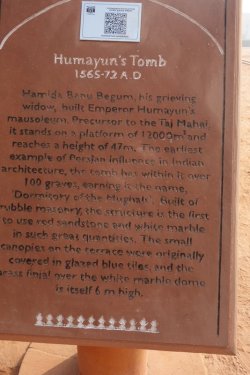 Humayun's Tomb
1565-72 A.D.
Hamida Banu Begum, his grieving
widow, built Emperor Humayun's
mausoleum. Precursor to the Taj Mahal,
it stands on a platform of 12000m² and
reaches a height of 47m. The earliest
example of Persian influence in Indian
architecture, the tomb has within it over
100 graves, earning it the name,
'Dormitory of the Mughals'. Built of
rubble masonry, the structure is the first
to use red sandstone and white marble
in such great quantities. The small
canopies on the terrace were originally
covered in glazed blue tiles, and the
brass finial over the white marble dome
is itself 6 m high.